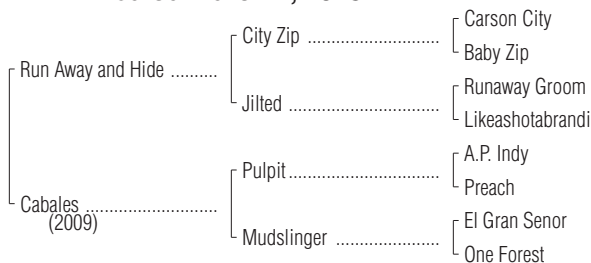 Carson City
City Zip
Baby Zip
Run Away and Hide
Runaway Groom
Jilted
Likeashotabrandi
A.P. Indy
Pulpit
Preach
Cabales
(2009)
El Gran Senor
Mudslinger
One Forest